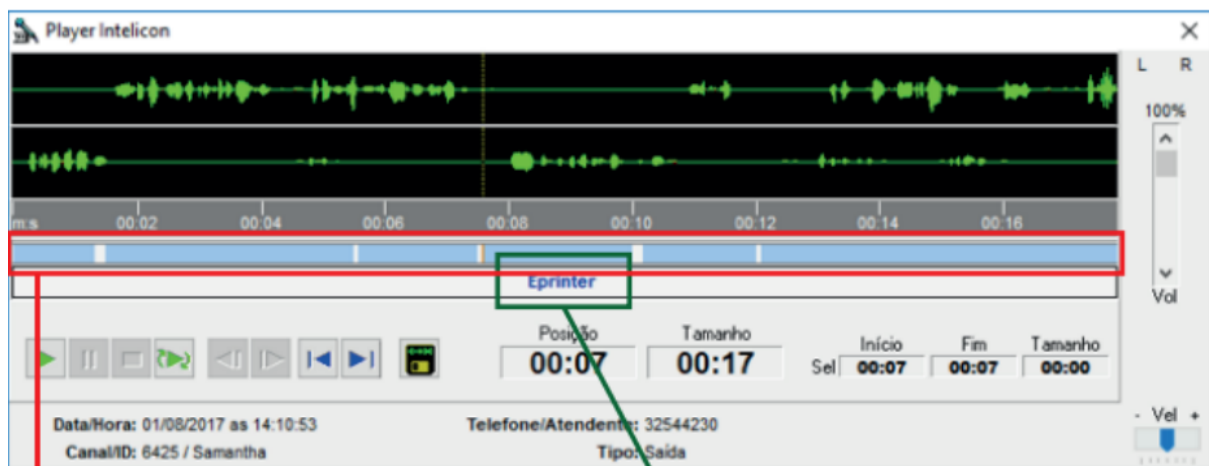 Player Intelicon
L R
100%
m:s 00:02 00:04 00:06 00:08 00:10 00:12 00:14 00:16
Eprinter
Vol
Posição Tamanho
00:07 00:17
Início Fim Tamanho
Sel 00:07 00:07 00:00
Data/Hora: 01/08/2017 as 14:10:53 Telefone/Atendente: 32544230
- Vel +
Canal/ID: 6425 / Samantha Tipo: Saída